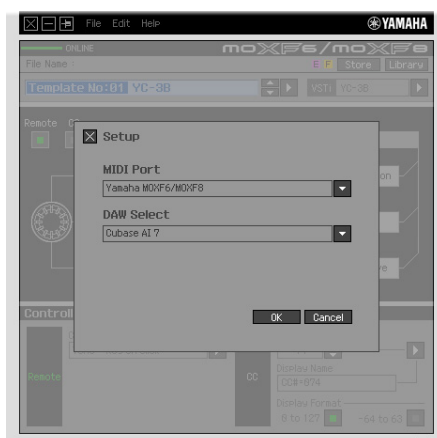 File Edit Help
YAMAHA
ONLINE
moXF6/moXF8
File Name :
E F Store Library
Template No:01 YC-3B
VSTi YC-3B
Remote
Setup
MIDI Port
Yamaha MOXF6/MOXF8
DAW Select
Cubase AI 7
OK Cancel
Controll
Remote
CC
Display Name
CC#+074
Display Format
0 to 127 -64 to 63